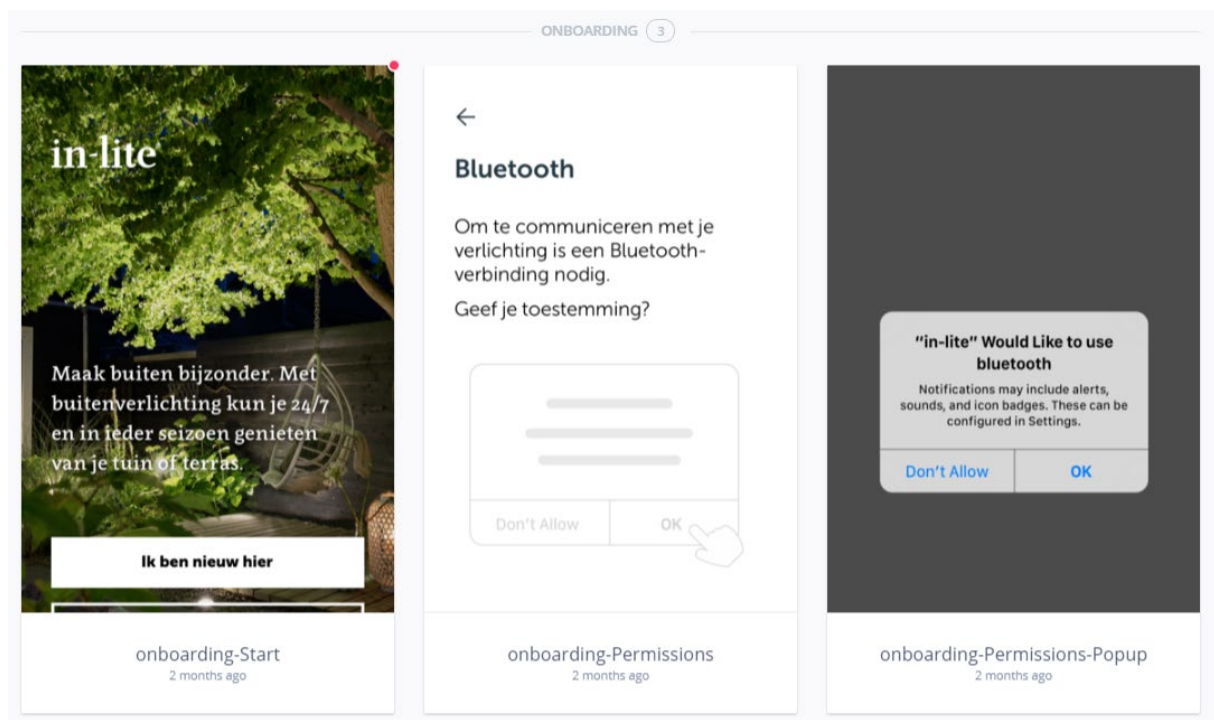 ONBOARDING 3
in-lite
Maak buiten bijzonder. Met
buitenverlichting kun je 24/7
en in ieder seizoen genieten
van je tuin of terras.
Ik ben nieuw hier
onboarding-Start
2 months ago
Bluetooth
Om te communiceren met je
verlichting is een Bluetooth-
verbinding nodig.
Geef je toestemming?
Don't Allow
OK
onboarding-Permissions
2 months ago
"in-lite" Would Like to use
bluetooth
Notifications may include alerts,
sounds, and icon badges. These can be
configured in Settings.
Don't Allow
OK
onboarding-Permissions-Popup
2 months ago